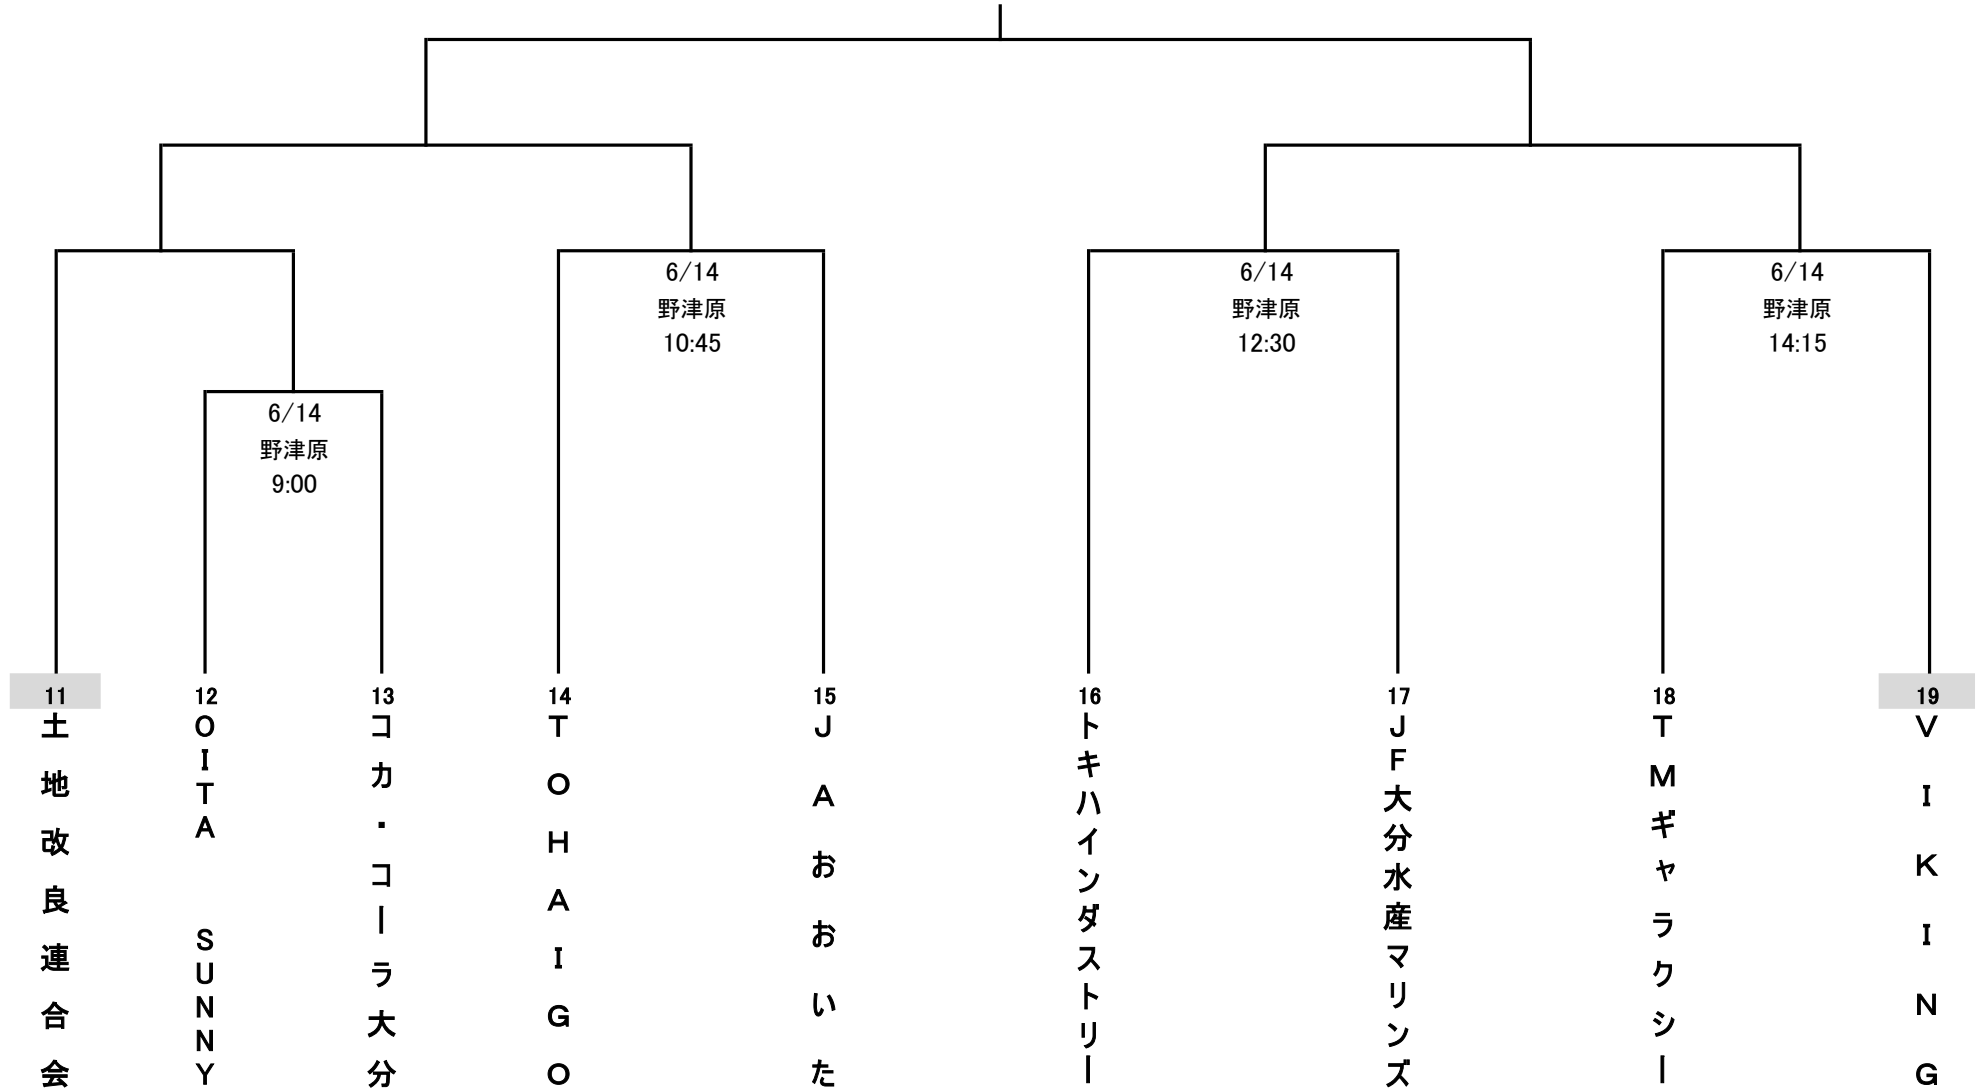 6/14
野津原
10:45
6/14
野津原
12:30
6/14
野津原
14:15
6/14
野津原
9:00
11
土地改良連合会
12
OITA SUNNY
13
コカ・コーラ大分
14
TOHAIGO
15
JAおおいた
16
トキハインダストリー
17
JF大分水産マリンズ
18
TMギャラクシー
19
VIKING